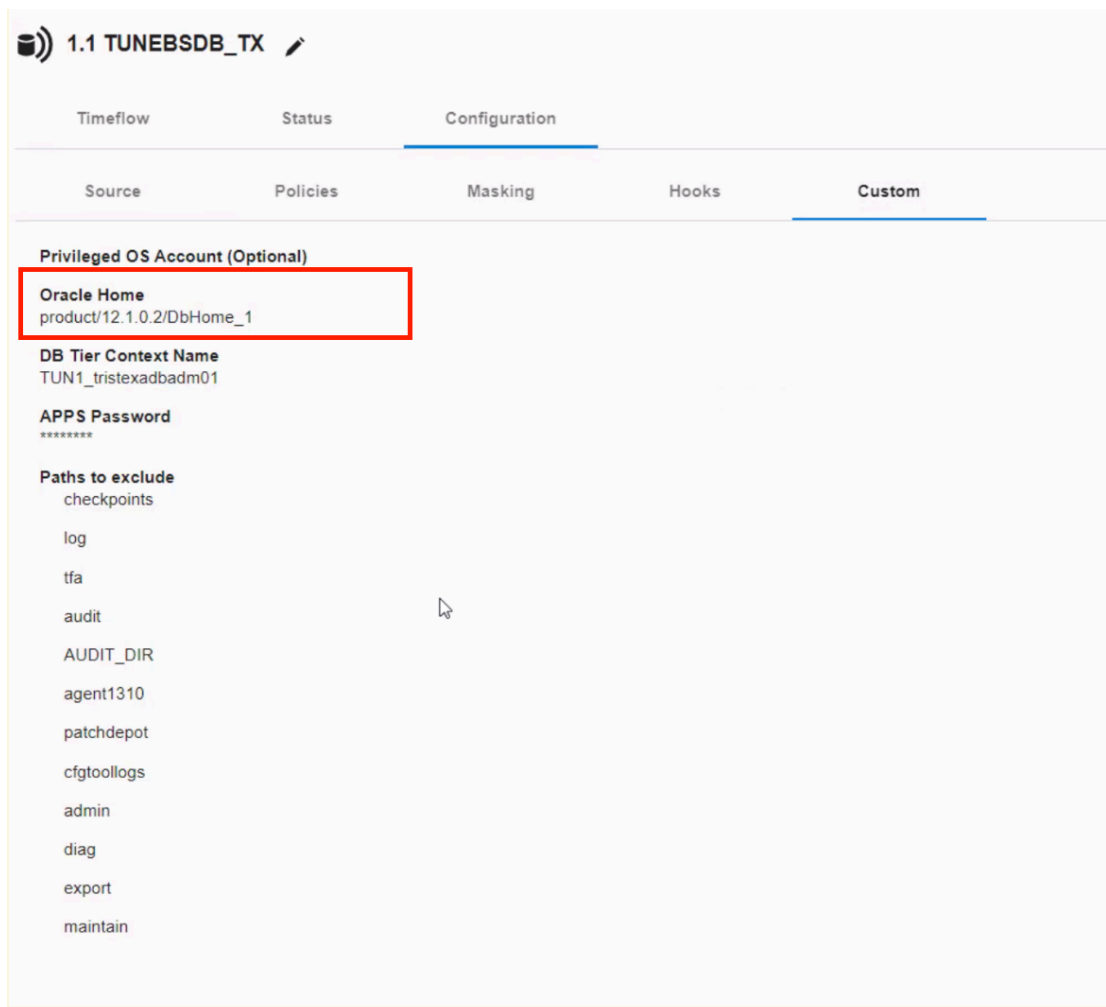 1.1 TUNEBSDB_TX
Timeflow Status Configuration
Source Policies Masking Hooks Custom
Privileged OS Account (Optional)
Oracle Home
product/12.1.0.2/DbHome_1
DB Tier Context Name
TUN1_tristexadbadm01
APPS Password
********
Paths to exclude
checkpoints
log
tfa
audit
AUDIT_DIR
agent1310
patchdepot
cfgtoollogs
admin
diag
export
maintain